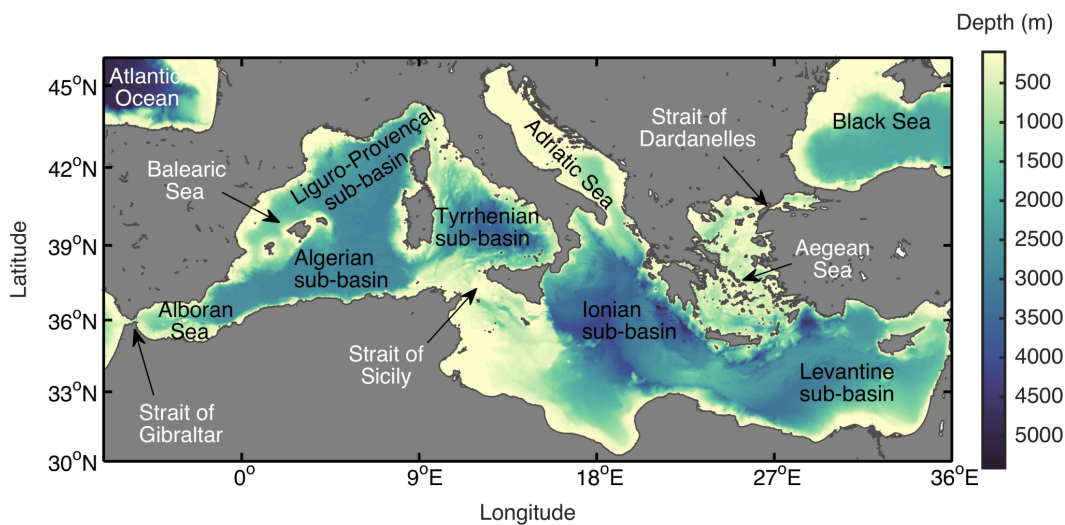 Depth (m)
Atlantic
Ocean
Liguro-Provençal
sub-basin
Balearic
Sea
Adriatic Sea
Strait of
Dardanelles
Black Sea
Tyrrhenian
sub-basin
Algerian
sub-basin
Aegean
Sea
Alboran
Sea
Ionian
sub-basin
Strait of
Sicily
Levantine
sub-basin
Strait of
Gibraltar
45°N
42°N
39°N
36°N
33°N
30°N
Latitude
0°
9°E
18°E
27°E
36°E
Longitude
500
1000
1500
2000
2500
3000
3500
4000
4500
5000